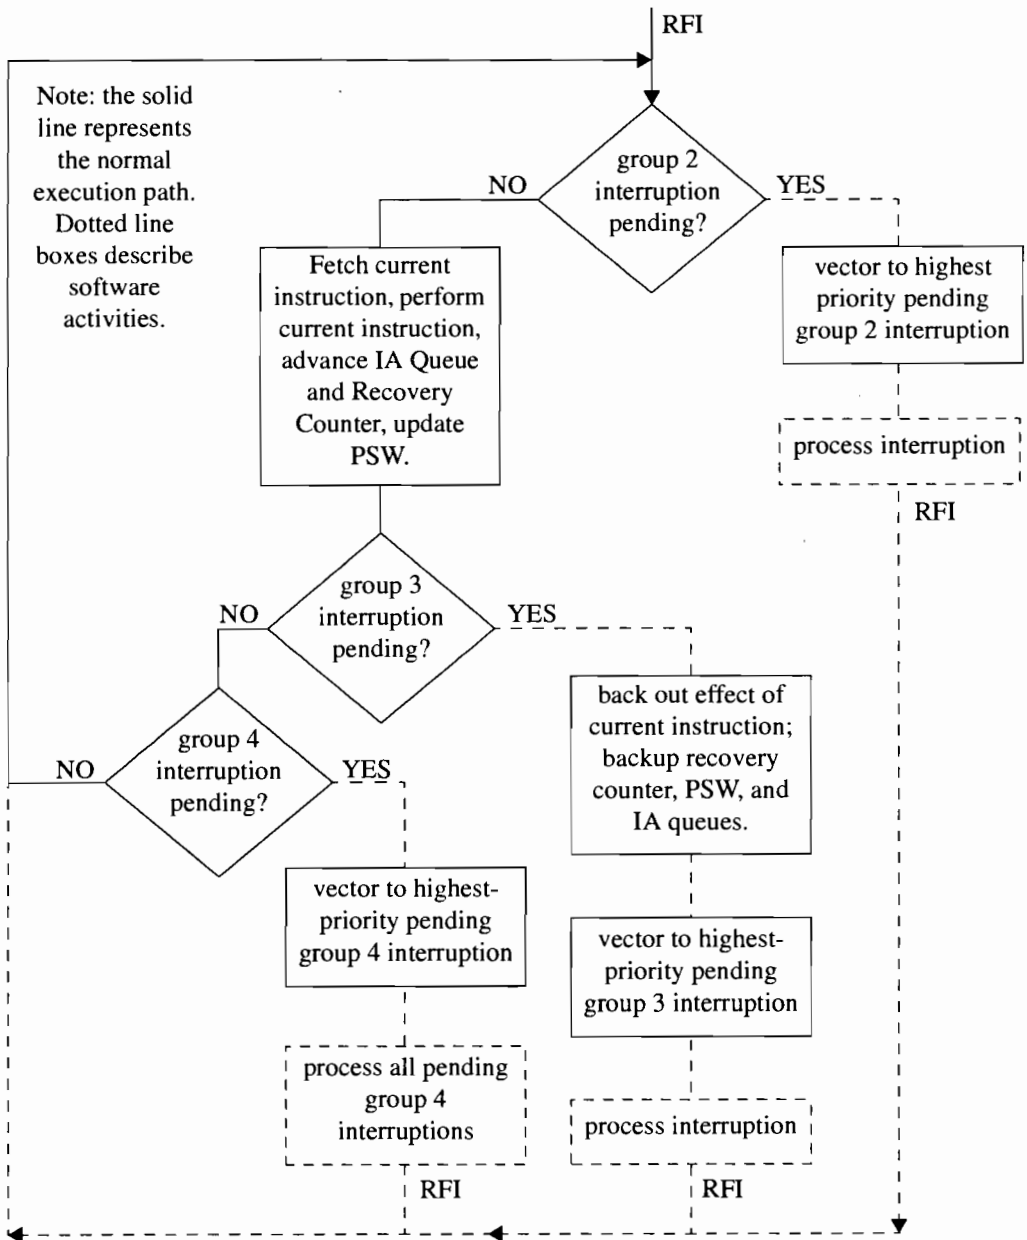 RFI
Note: the solid
line represents
the normal
execution path.
Dotted line
boxes describe
software
activities.
group 2
interruption
pending?
NO
YES
Fetch current
instruction, perform
current instruction,
advance IA Queue
and Recovery
Counter, update
PSW.
vector to highest
priority pending
group 2 interruption
process interruption
RFI
group 3
interruption
pending?
NO
YES
back out effect of
current instruction;
backup recovery
counter, PSW, and
IA queues.
group 4
interruption
pending?
NO
YES
vector to highest-
priority pending
group 4 interruption
vector to highest-
priority pending
group 3 interruption
process all pending
group 4
interruptions
process interruption
RFI
RFI